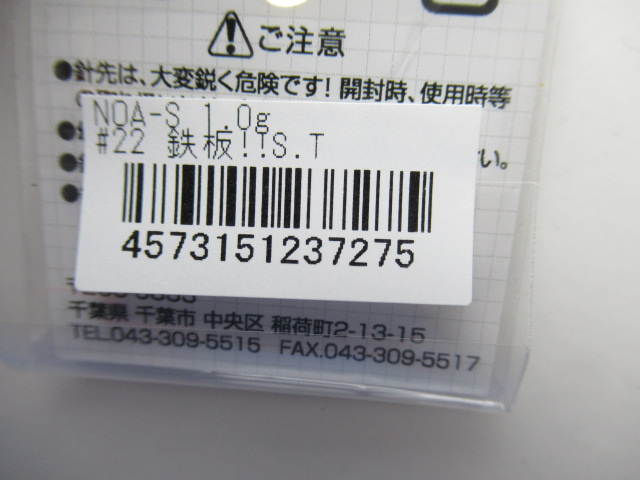 ご注意
●針先は、大変鋭く危険です！開封時、使用時等
NOA-S 1.0g
#22 鉄板!!S.T
い。
4573151237275
千葉県 千葉市 中央区 稲荷町2-13-15
TEL.043-309-5515 FAX.043-309-5517